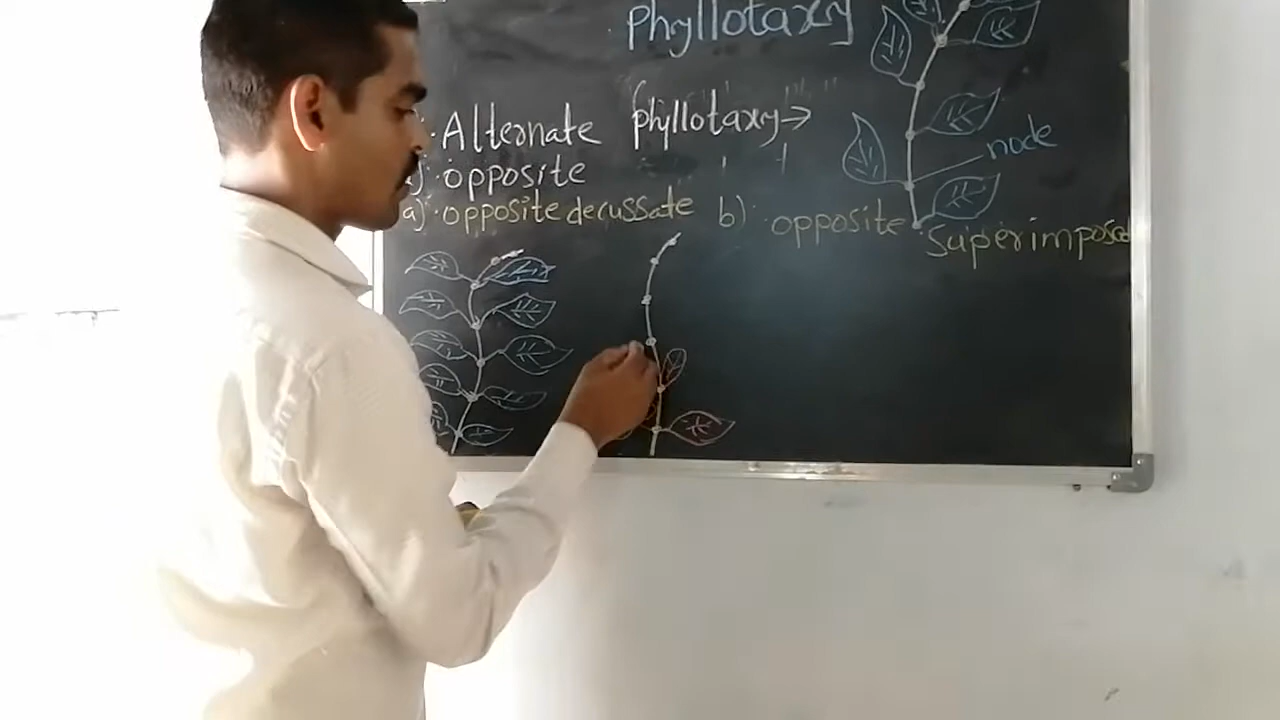 phyllotaxy
Alternate phyllotaxy→
a) opposite
node
a) opposite decussate b) opposite Superimposed